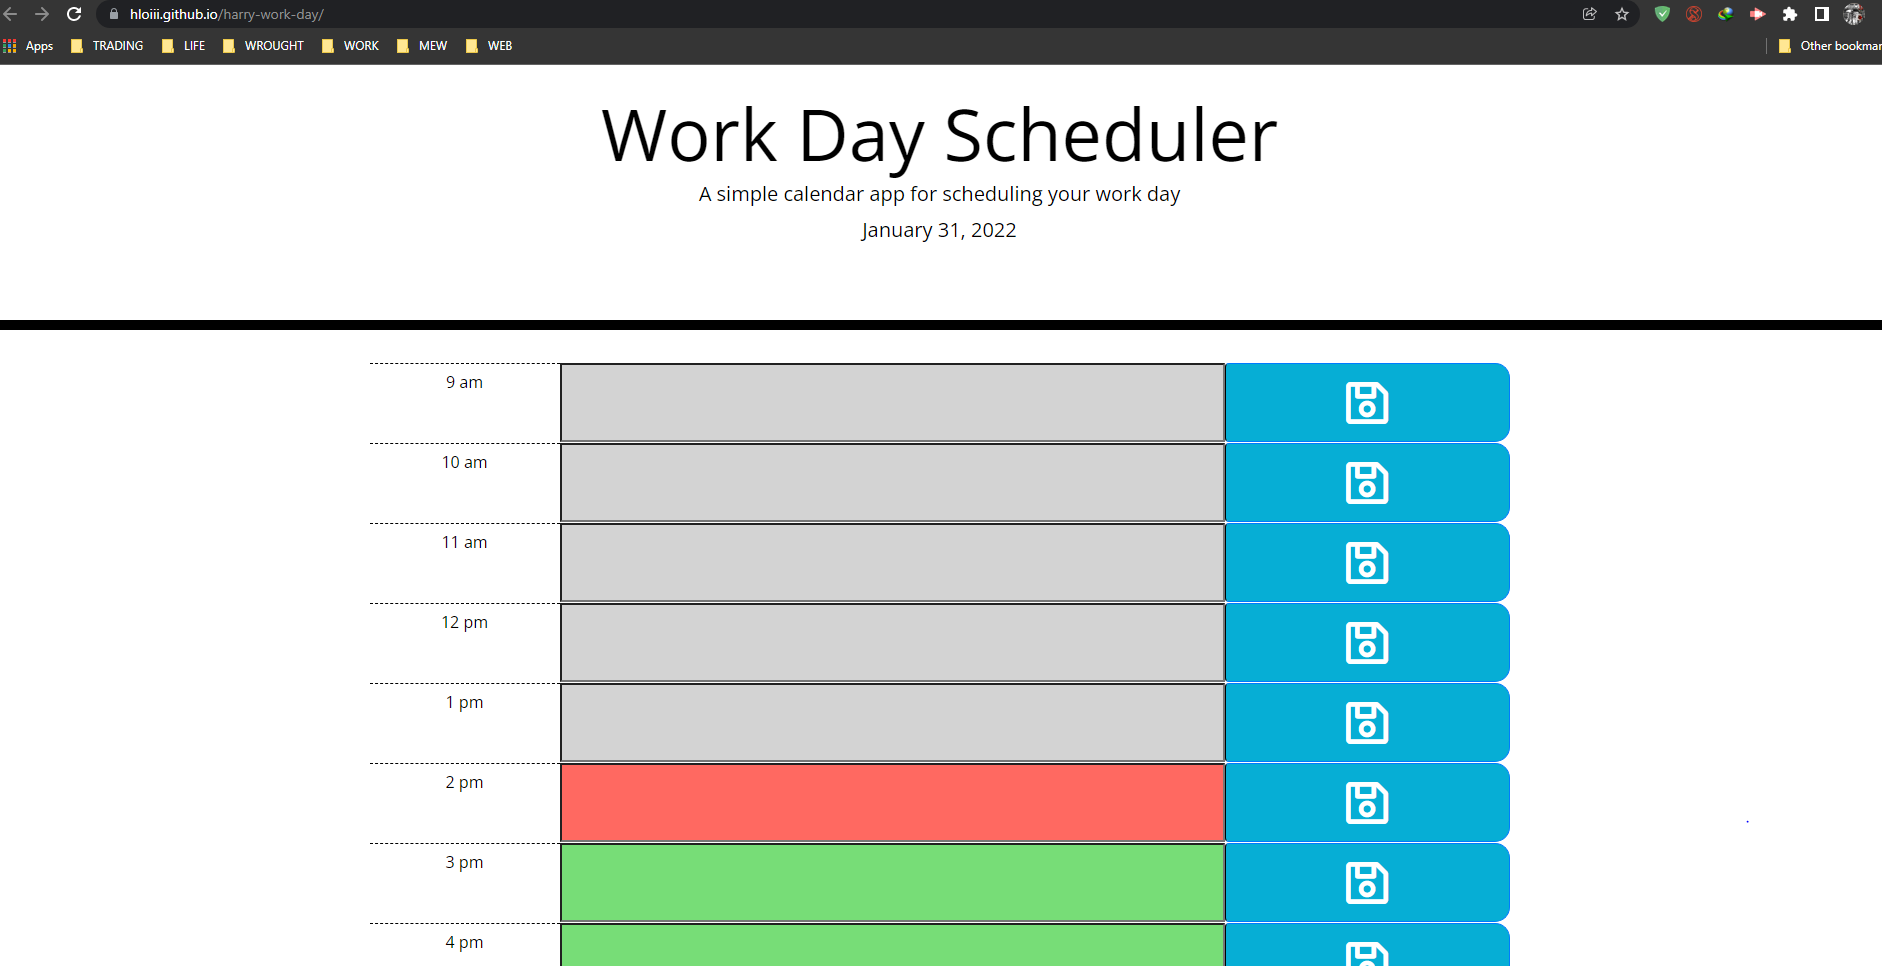 hloiii.github.io/harry-work-day/
Apps TRADING LIFE WROUGHT WORK MEW WEB Other bookmar
Work Day Scheduler
A simple calendar app for scheduling your work day
January 31, 2022
9 am
10 am
11 am
12 pm
1 pm
2 pm
3 pm
4 pm